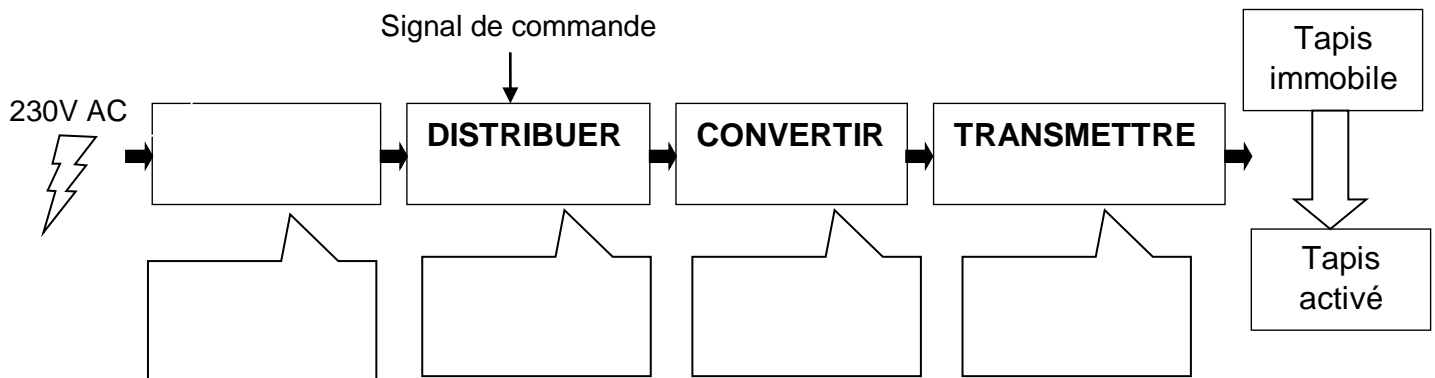 Signal de commande
230V AC
DISTRIBUER
CONVERTIR
TRANSMETTRE
Tapis
immobile
Tapis
activé